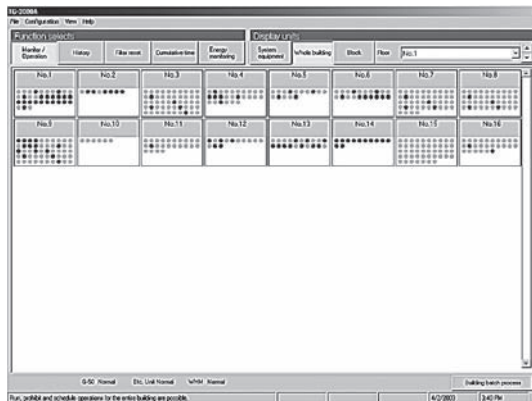 TG-2000A
File Configuration View Help
Function selects Display units
Monitor / Operation History Filter reset Cumulative time Energy monitoring System equipment Whole building Block Floor No.1
No.1 No.2 No.3 No.4 No.5 No.6 No.7 No.8
No.9 No.10 No.11 No.12 No.13 No.14 No.15 No.16
G-50 Normal Etc. Unit Normal WHM Normal Building batch process
Run, prohibit and schedule operations for the entire building are possible. 4/2/2003 3:40 PM